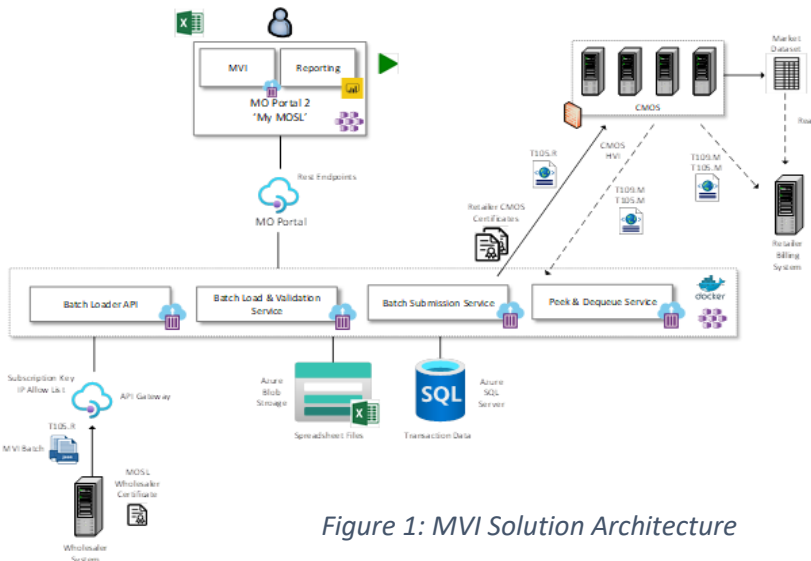 MVI
Reporting
MO Portal 2
'My MOSL'
Rest Endpoints
MO Portal
CMOS
Market
Dataset
T105.R
CMOS
HVI
T109.M
T105.M
T109.M
T105.M
Retailer CMOS
Certificates
Retailer
Billing
System
Batch Loader API
Batch Load & Validation
Service
Batch Submission Service
Peek & Dequeue Service
docker
Subscription Key
IP Allow List
API Gateway
T105.R
MVI Batch
MOSL
Wholesaler
Certificate
Wholesaler
System
Azure
Blob
Storage
Spreadsheet Files
SQL
Azure
SQL
Server
Transaction Data
Figure 1: MVI Solution Architecture